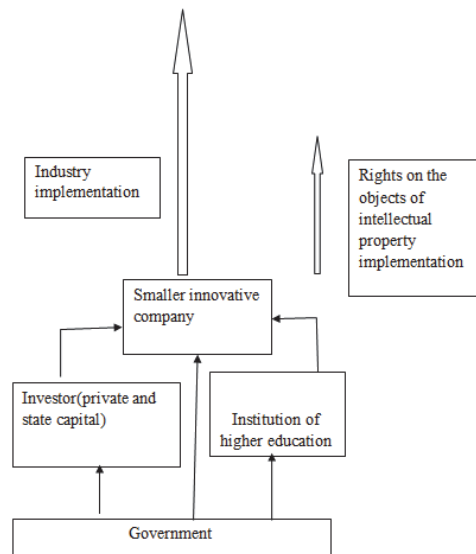 Industry
implementation
Rights on the
objects of
intellectual
property
implementation
Smaller innovative
company
Investor(private and
state capital)
Institution of
higher education
Government